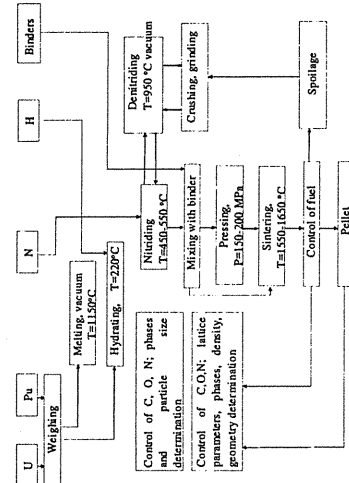 U
Pu
N
H
Binders
Weighing
Melting, vacuum
T=1150°C
Hydrating, T=220°C
Nitriding
T=450-550 °C
Denitriding
T=950 °C vacuum
Crushing, grinding
Mixing with binder
Pressing,
P=150-200 MPa
Sintering,
T=1550-1650 °C
Control of fuel
Spoilage
Pellet
Control of C, O, N; phases
and particle size
determination
Control of C,O,N; lattice
parameters, phases, density,
geometry determination